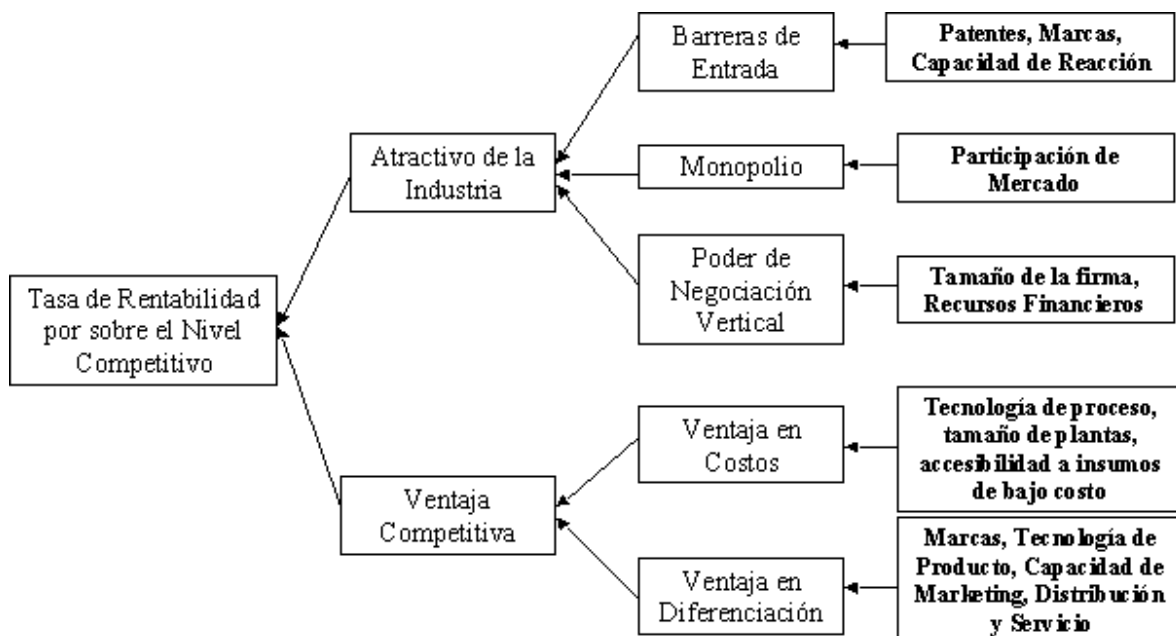 Barreras de
Entrada
Patentes, Marcas,
Capacidad de Reacción
Atractivo de la
Industria
Monopolio
Participación de
Mercado
Poder de
Negociación
Vertical
Tamaño de la firma,
Recursos Financieros
Tasa de Rentabilidad
por sobre el Nivel
Competitivo
Ventaja en
Costos
Tecnología de proceso,
tamaño de plantas,
accesibilidad a insumos
de bajo costo
Ventaja
Competitiva
Ventaja en
Diferenciación
Marcas, Tecnología de
Producto, Capacidad de
Marketing, Distribución
y Servicio